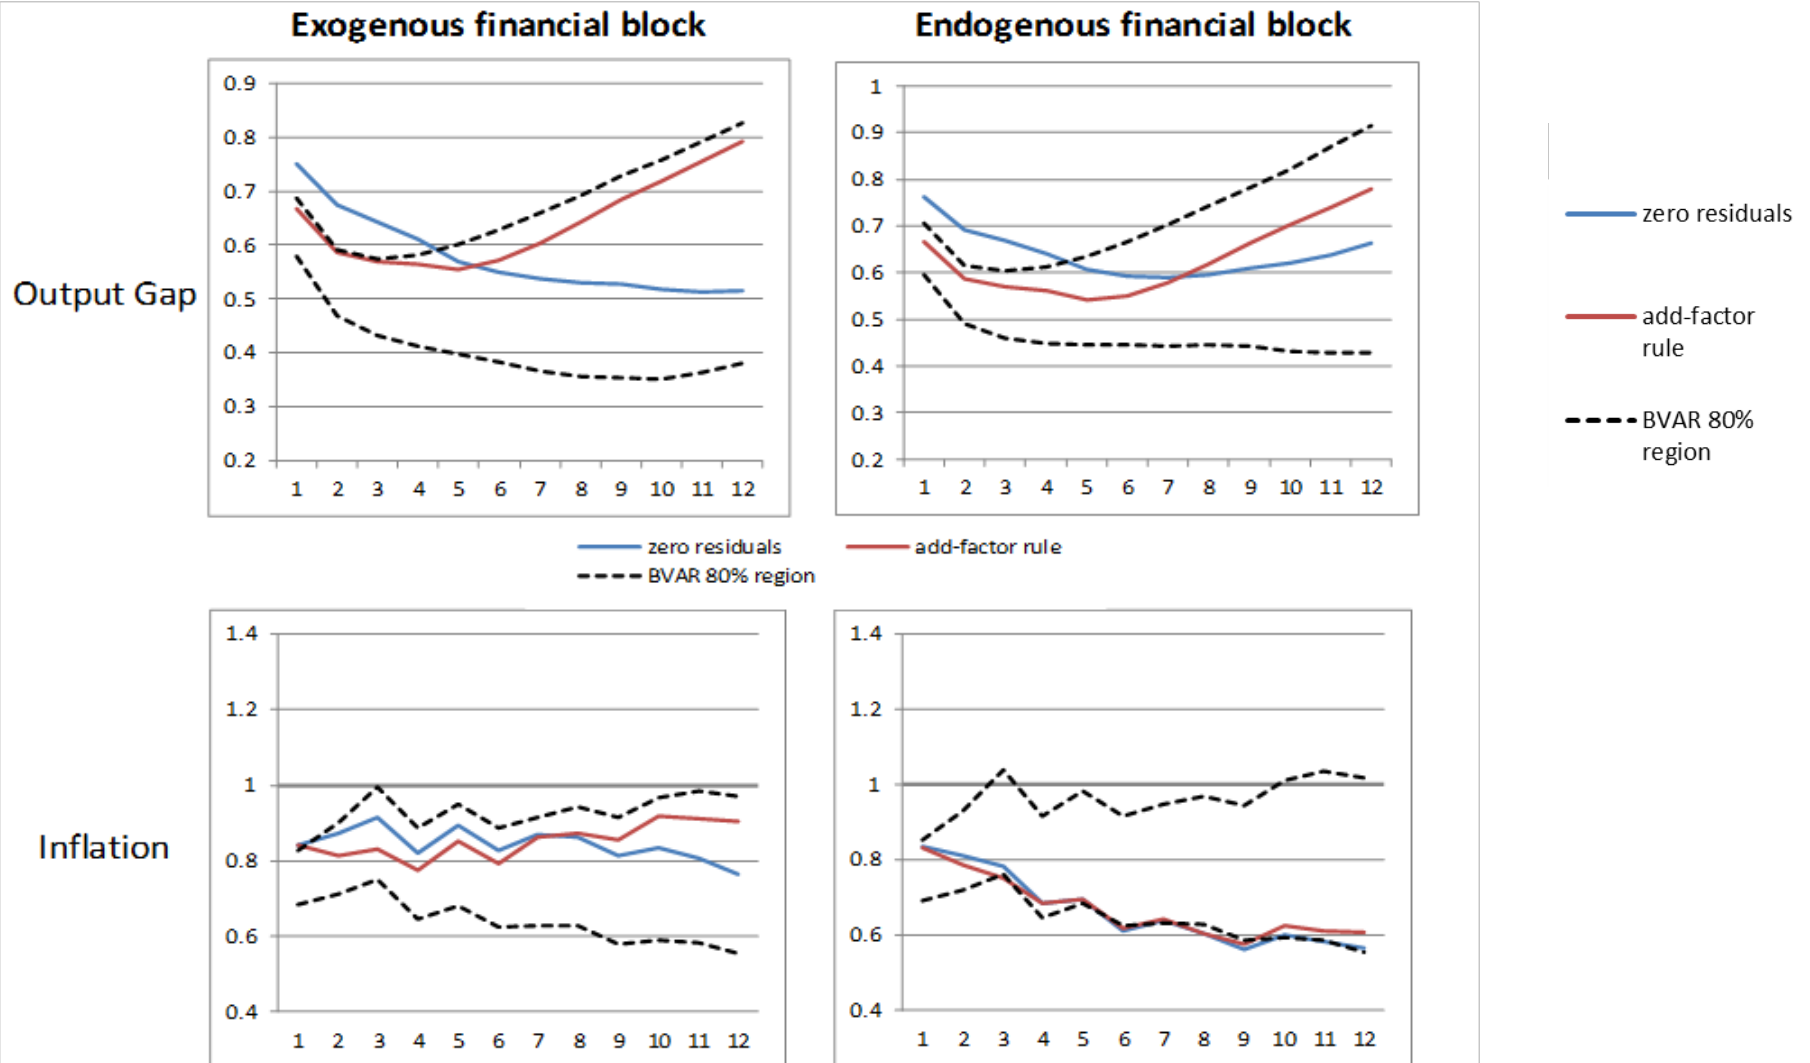 Exogenous financial block
Endogenous financial block
Output Gap
0.9
0.8
0.7
0.6
0.5
0.4
0.3
0.2
1 2 3 4 5 6 7 8 9 10 11 12
1
0.9
0.8
0.7
0.6
0.5
0.4
0.3
0.2
1 2 3 4 5 6 7 8 9 10 11 12
zero residuals
add-factor
rule
BVAR 80%
region
zero residuals add-factor rule
BVAR 80% region
Inflation
1.4
1.2
1
0.8
0.6
0.4
1 2 3 4 5 6 7 8 9 10 11 12
1.4
1.2
1
0.8
0.6
0.4
1 2 3 4 5 6 7 8 9 10 11 12